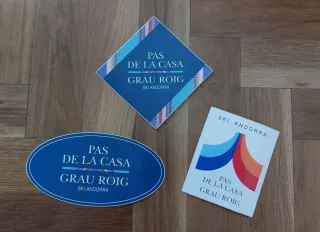 PAS
DE LA CASA
GRAU ROIG
SKI ANDORRA
PAS
DE LA CASA
GRAU ROIG
SKI ANDORRA
SKI ANDORRA
PAS
DE LA CASA
GRAU ROIG